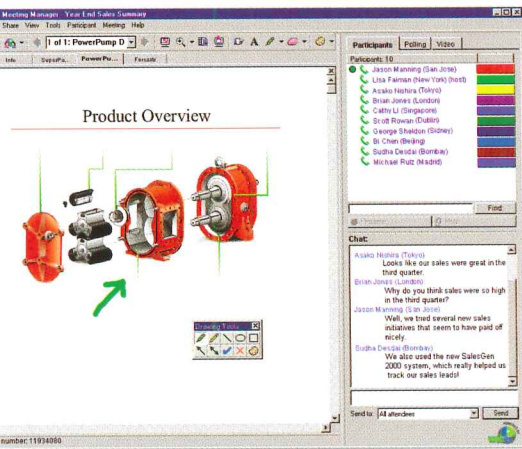 Meeting Manager - Year End Sales Summary
Share View Tools Participant Meeting Help
1 of 1: PowerPump D
Info
PowerPu...
Product Overview
Drawing Tools
number: 11934080
Participants Polling Video
Participants: 10
Jason Manning (San Jose)
Lisa Faiman (New York) (host)
Asako Nishira (Tokyo)
Brian Jones (London)
Cathy Li (Singapore)
Scott Rowan (Dublin)
George Sheldon (Sidney)
Bi Chen (Beijing)
Sudha Desdai (Bombay)
Michael Rutz (Madrid)
Find
Chat:
Asako Nishira (Tokyo)
Looks like our sales were great in the
third quarter.
Brian Jones (London)
Why do you think sales were so high
in the third quarter?
Jason Manning (San Jose)
Well, we tried several new sales
initiatives that seem to have paid off
nicely.
Sudha Desdai (Bombay)
We also used the new SalesGen
2000 system, which really helped us
track our sales leads!
Send to: All attendees
Send